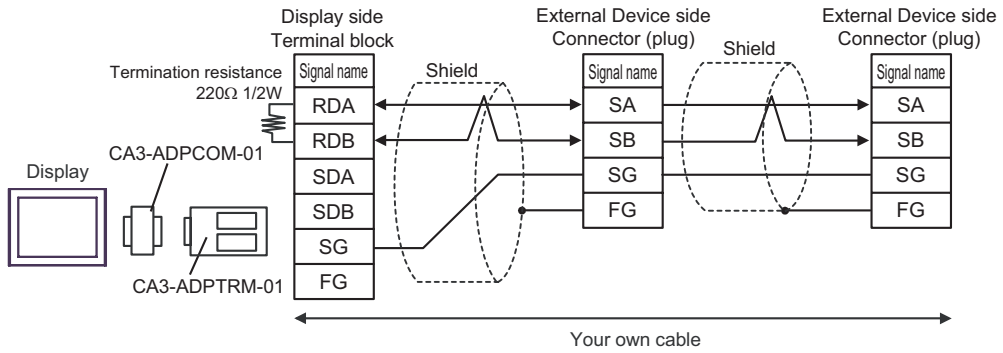 Display side
Terminal block
External Device side
Connector (plug)
External Device side
Connector (plug)
Termination resistance
220Ω 1/2W
Shield
Shield
Signal name
RDA
RDB
SDA
SDB
SG
FG
Signal name
SA
SB
SG
FG
Signal name
SA
SB
SG
FG
CA3-ADPCOM-01
Display
CA3-ADPTRM-01
Your own cable